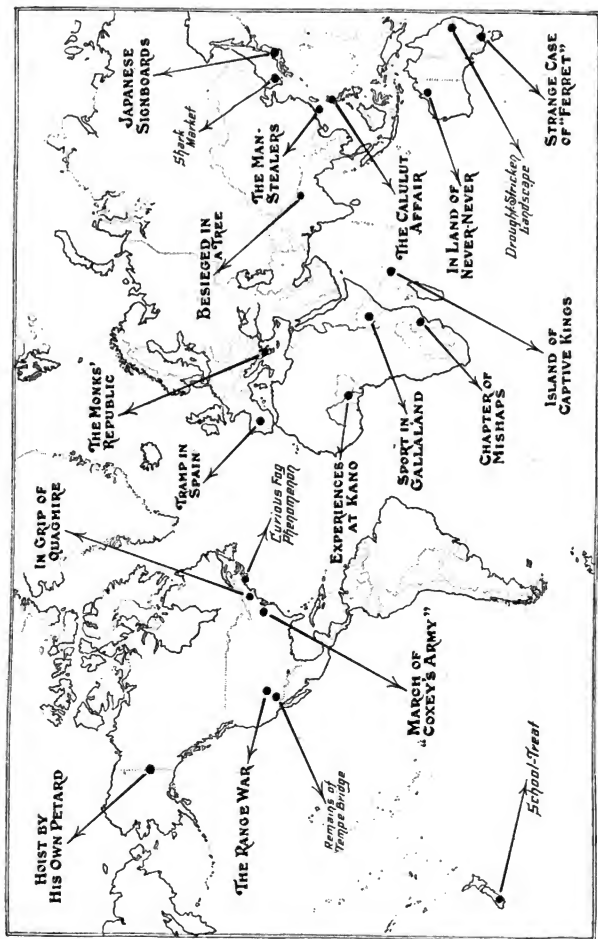 HOIST BY
HIS OWN PETARD
IN GRIP OF
QUAGMIRE
THE MONKS'
REPUBLIC
JAPANESE
SIGNBOARDS
Shark
Market
TRAMP IN
SPAIN
BESIEGED IN
A TREE
THE MAN-
STEALERS
THE RANGE WAR
Curious Fog
Phenomenon
Remains of
Tempe Bridge
EXPERIENCES
AT KANO
MARCH OF
"COXEY'S ARMY"
SPORT IN
GALLALAND
THE CALULUT
AFFAIR
IN LAND OF
NEVER-NEVER
CHAPTER OF
MISHAPS
Drought-Stricken
Landscape
School-Treat
ISLAND OF
CAPTIVE KINGS
STRANGE CASE
OF "FERRET"